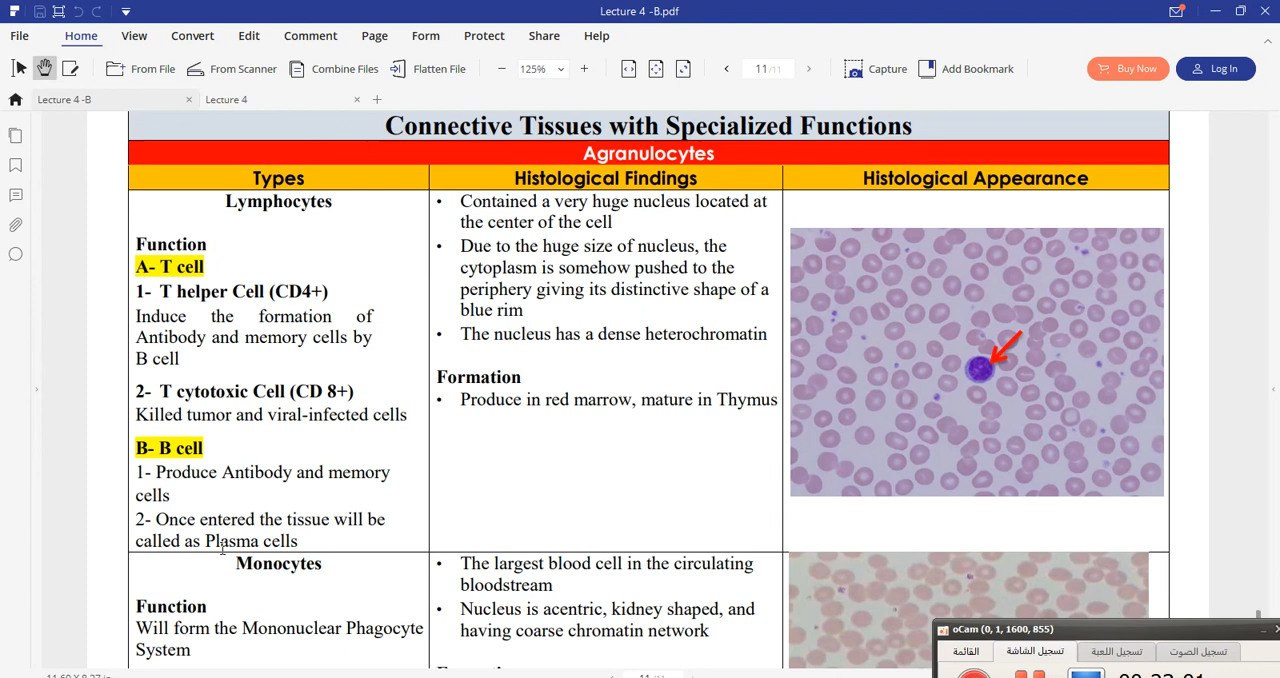 Lecture 4 -B.pdf
File Home View Convert Edit Comment Page Form Protect Share Help
From File From Scanner Combine Files Flatten File 125% 11/11 Capture Add Bookmark Buy Now Log In
Lecture 4 -B Lecture 4
Connective Tissues with Specialized Functions
Agranulocytes
Types Histological Findings Histological Appearance
Lymphocytes
Function
A- T cell
1- T helper Cell (CD4+)
Induce the formation of
Antibody and memory cells by
B cell
2- T cytotoxic Cell (CD 8+)
Killed tumor and viral-infected cells
B- B cell
1- Produce Antibody and memory
cells
2- Once entered the tissue will be
called as Plasma cells
• Contained a very huge nucleus located at
the center of the cell
• Due to the huge size of nucleus, the
cytoplasm is somehow pushed to the
periphery giving its distinctive shape of a
blue rim
• The nucleus has a dense heterochromatin
Formation
• Produce in red marrow, mature in Thymus
Monocytes
Function
Will form the Mononuclear Phagocyte
System
• The largest blood cell in the circulating
bloodstream
• Nucleus is acentric, kidney shaped, and
having coarse chromatin network
oCam (0, 1, 1600, 855)
القائمة تسجيل الشاشة تسجيل اللعبة تسجيل الصوت